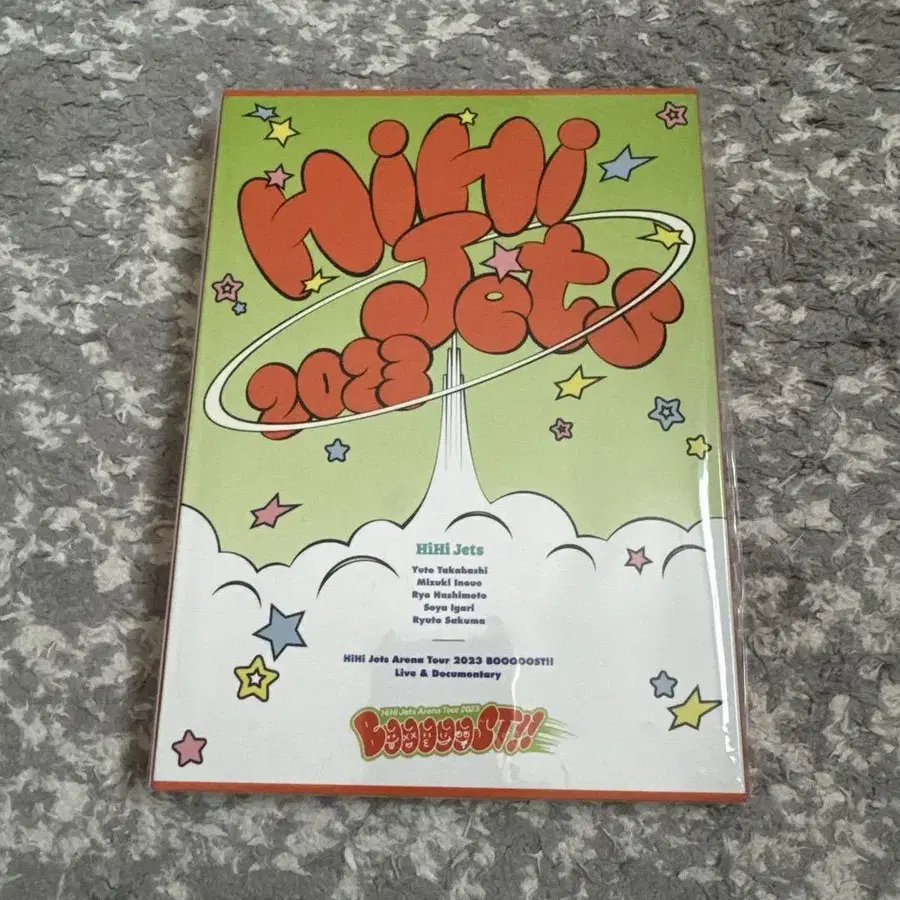 HiHi
Jets
2023
HiHi Jets
Yuto Takahashi
Mizuki Inoue
Ryo Hashimoto
Soya Igari
Ryuto Sakuma
HiHi Jets Arena Tour 2023 BOOOOOST!!
Live & Documentary
HiHi Jets Arena Tour 2023
BOOOOOST!!